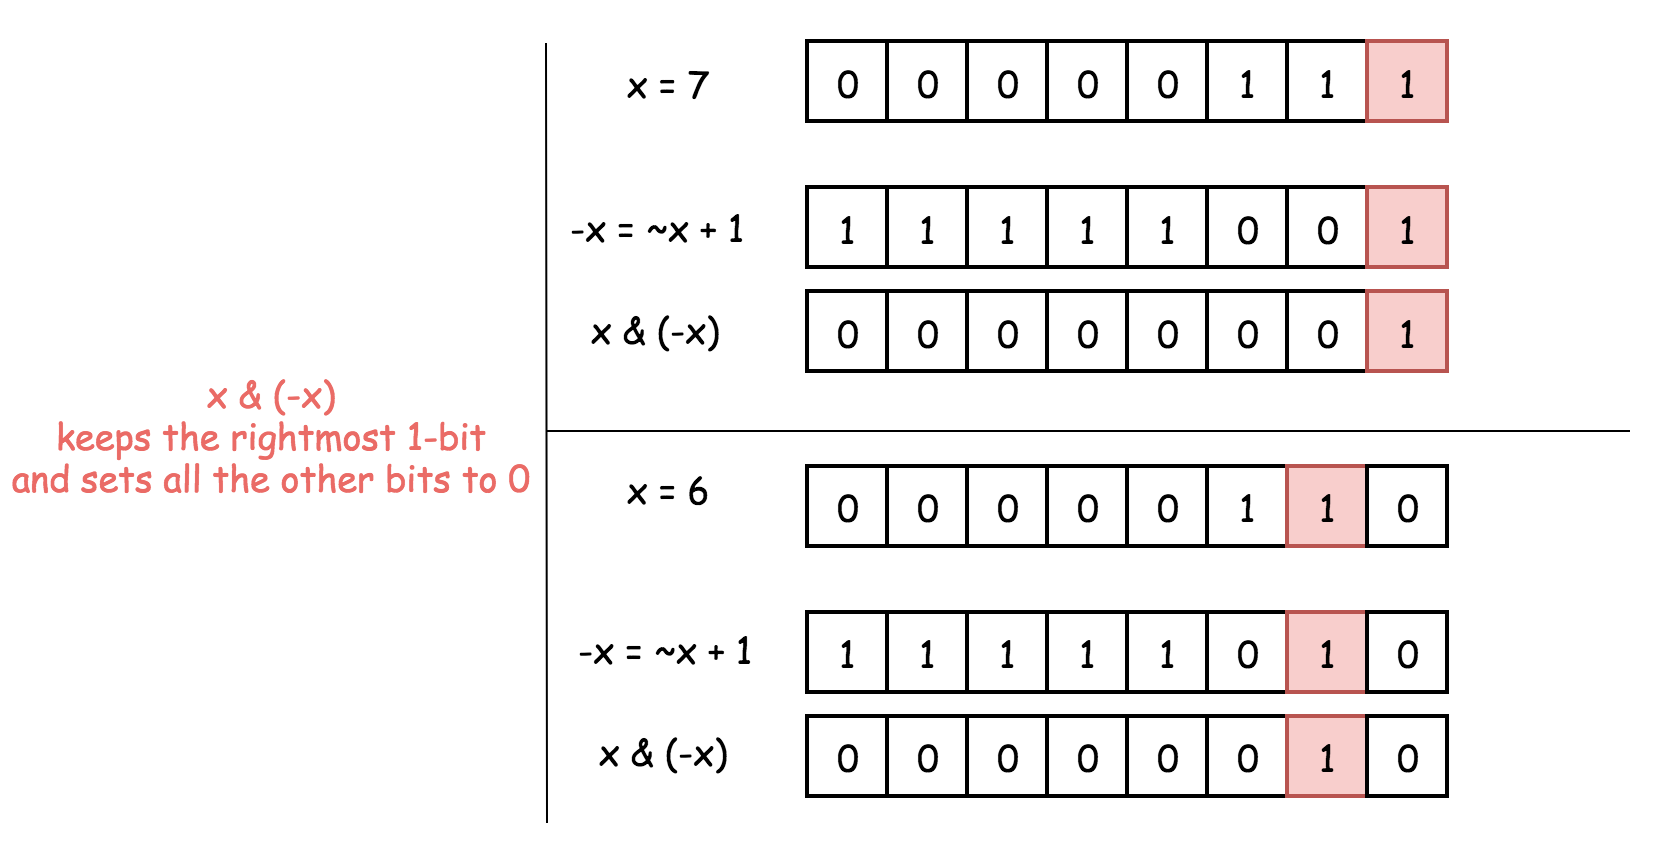 x = 7 0 0 0 0 0 1 1 1
-x = ~x + 1 1 1 1 1 1 0 0 1
x & (-x) 0 0 0 0 0 0 0 1
x & (-x)
keeps the rightmost 1-bit
and sets all the other bits to 0
x = 6 0 0 0 0 0 1 1 0
-x = ~x + 1 1 1 1 1 1 0 1 0
x & (-x) 0 0 0 0 0 0 1 0